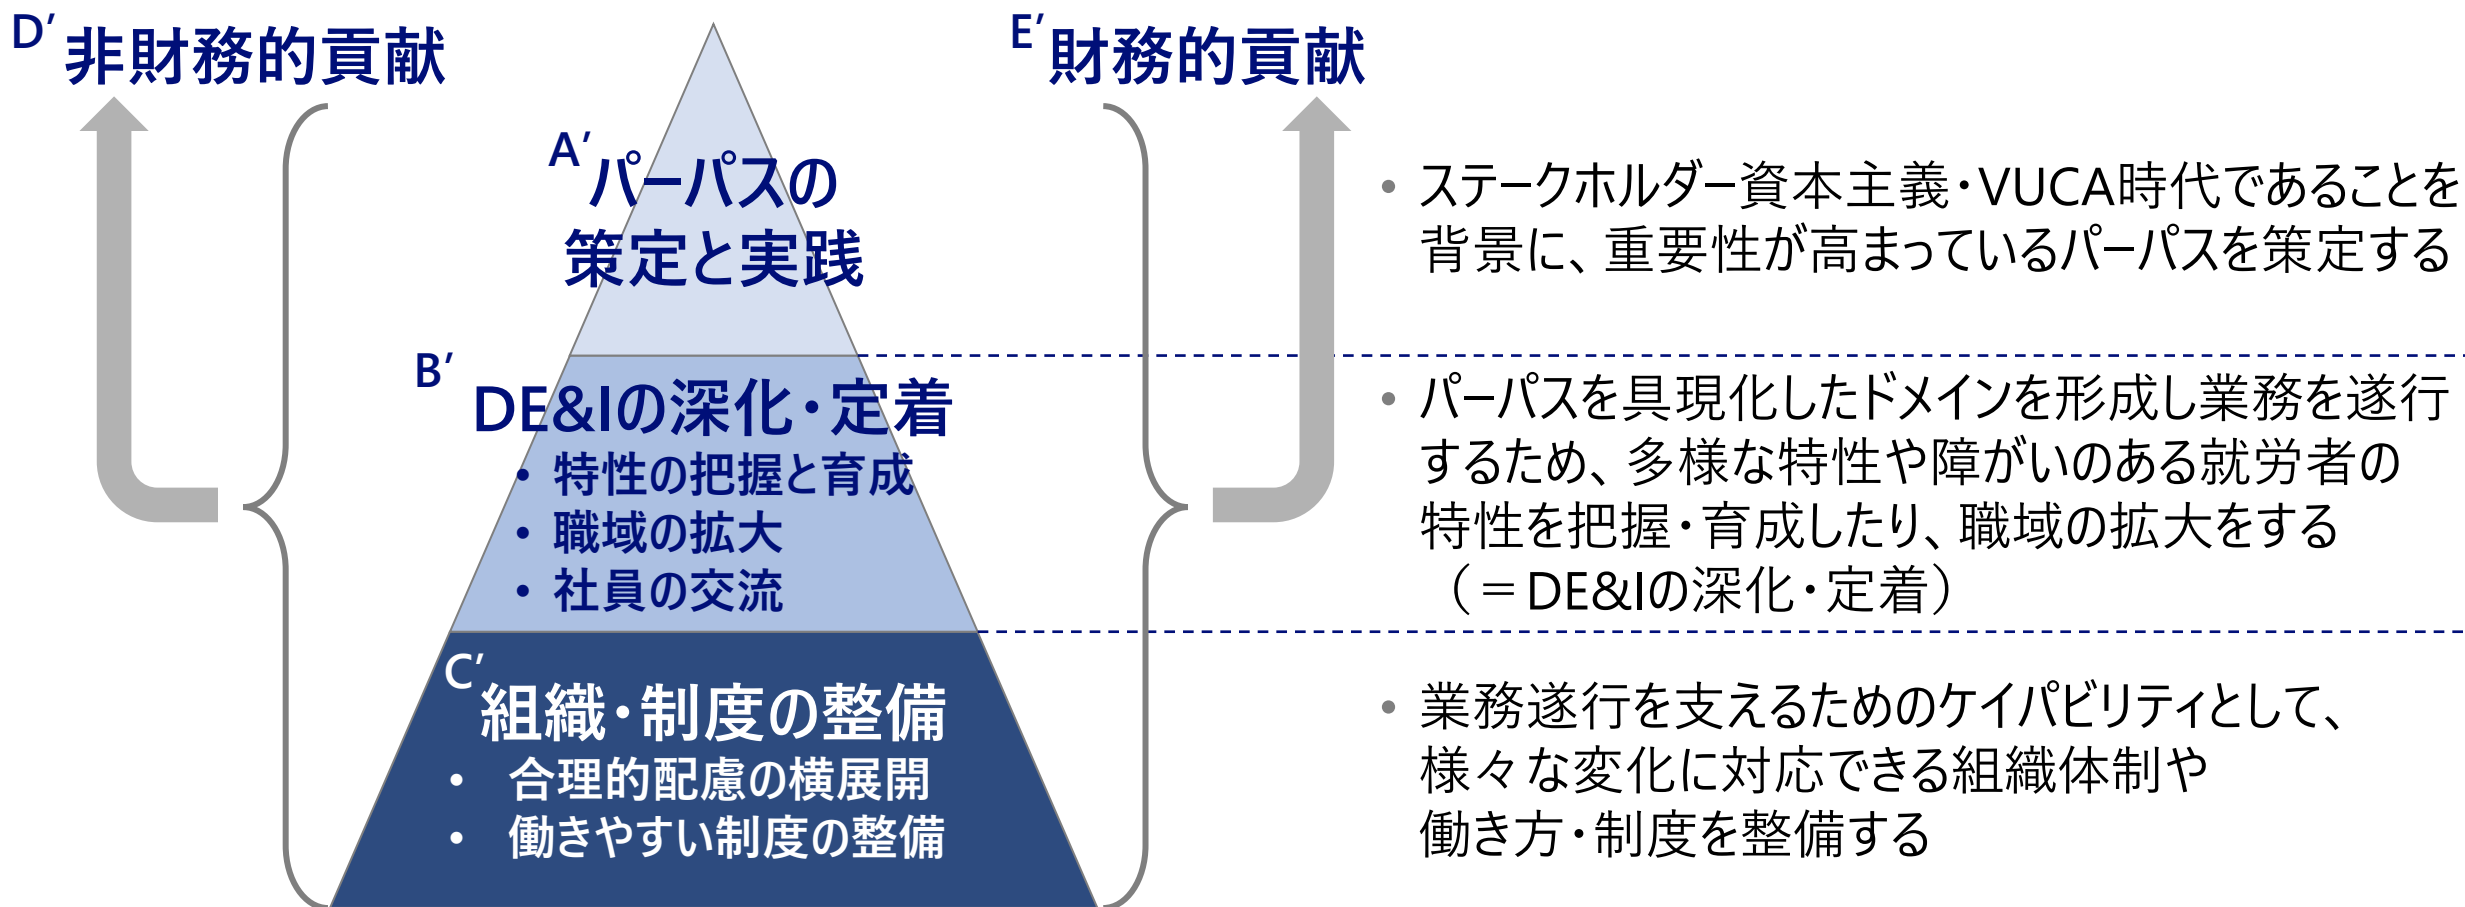 D′ 非財務的貢献
E′ 財務的貢献
A′ パーパスの
策定と実践
• ステークホルダー資本主義・VUCA時代であることを
背景に、重要性が高まっているパーパスを策定する
B′ DE&Iの深化・定着
• 特性の把握と育成
• 職域の拡大
• 社員の交流
• パーパスを具現化したドメインを形成し業務を遂行
するため、多様な特性や障がいのある就労者の
特性を把握・育成したり、職域の拡大をする
（＝DE&Iの深化・定着）
C′ 組織・制度の整備
• 合理的配慮の横展開
• 働きやすい制度の整備
• 業務遂行を支えるためのケイパビリティとして、
様々な変化に対応できる組織体制や
働き方・制度を整備する